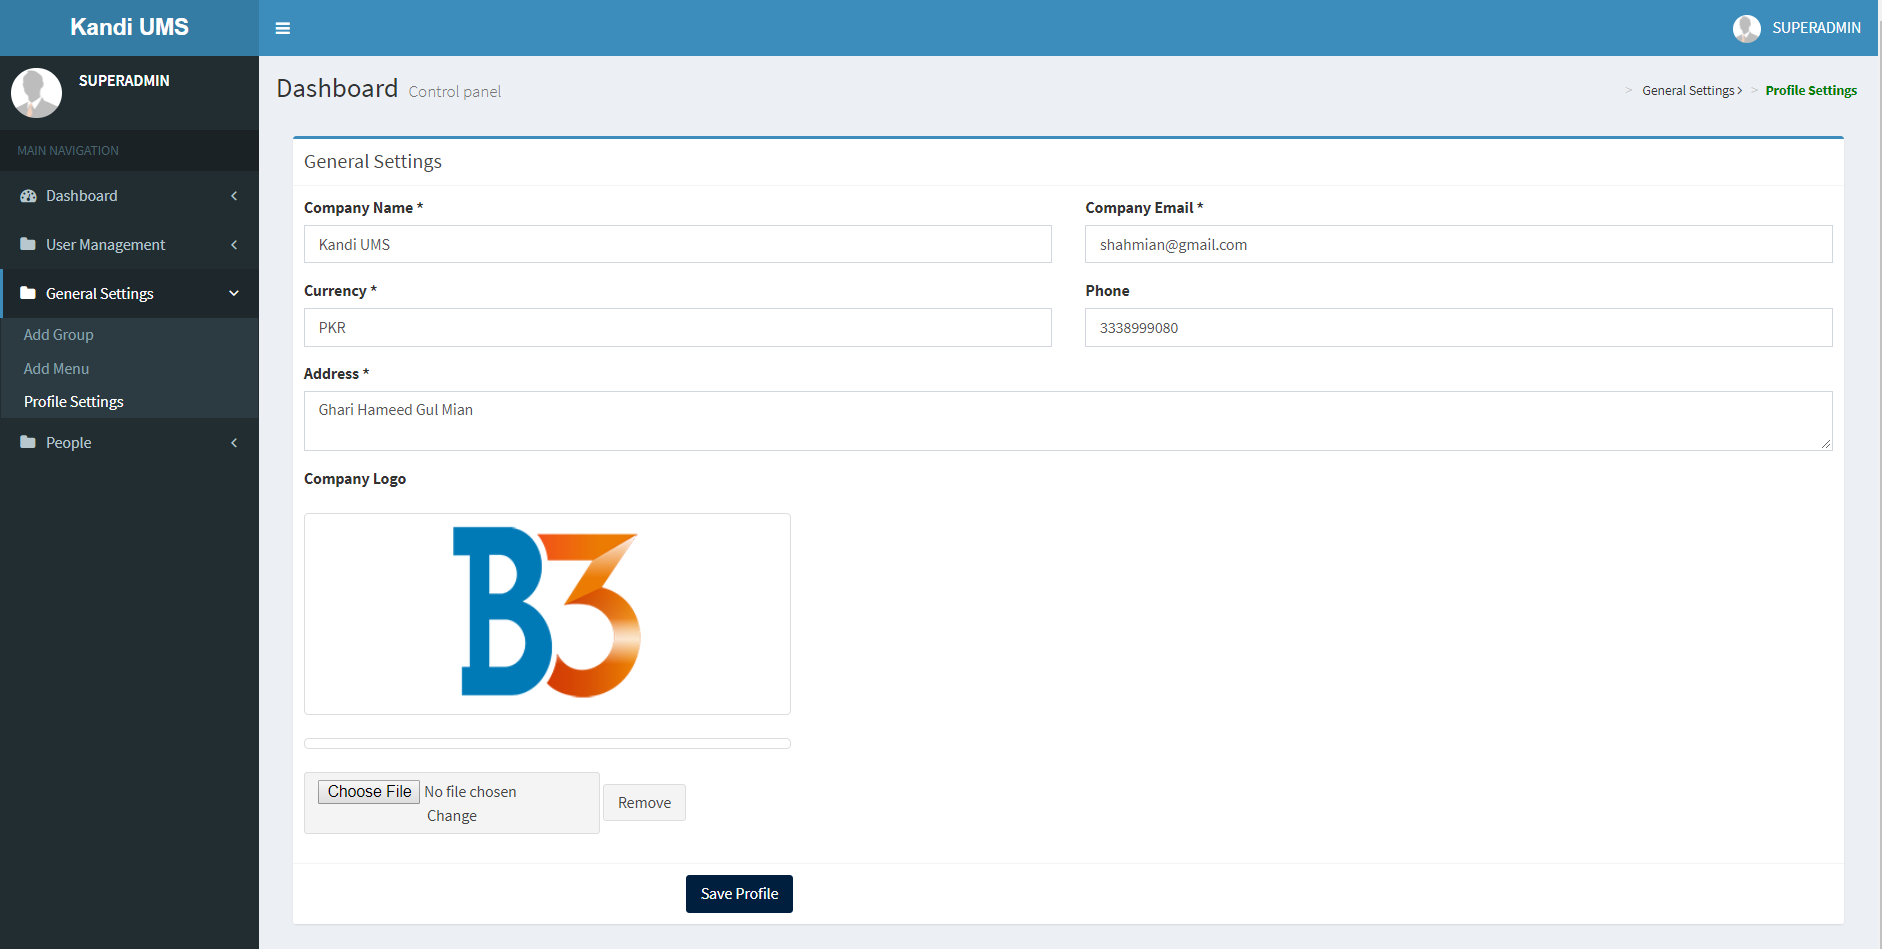 Kandi UMS
SUPERADMIN
SUPERADMIN
MAIN NAVIGATION
Dashboard
User Management
General Settings
Add Group
Add Menu
Profile Settings
People
Dashboard Control panel
> General Settings > > Profile Settings
General Settings
Company Name * Company Email *
Kandi UMS shahmian@gmail.com
Currency * Phone
PKR 3338999080
Address *
Ghari Hameed Gul Mian
Company Logo
B3
Choose File No file chosen
Change
Remove
Save Profile